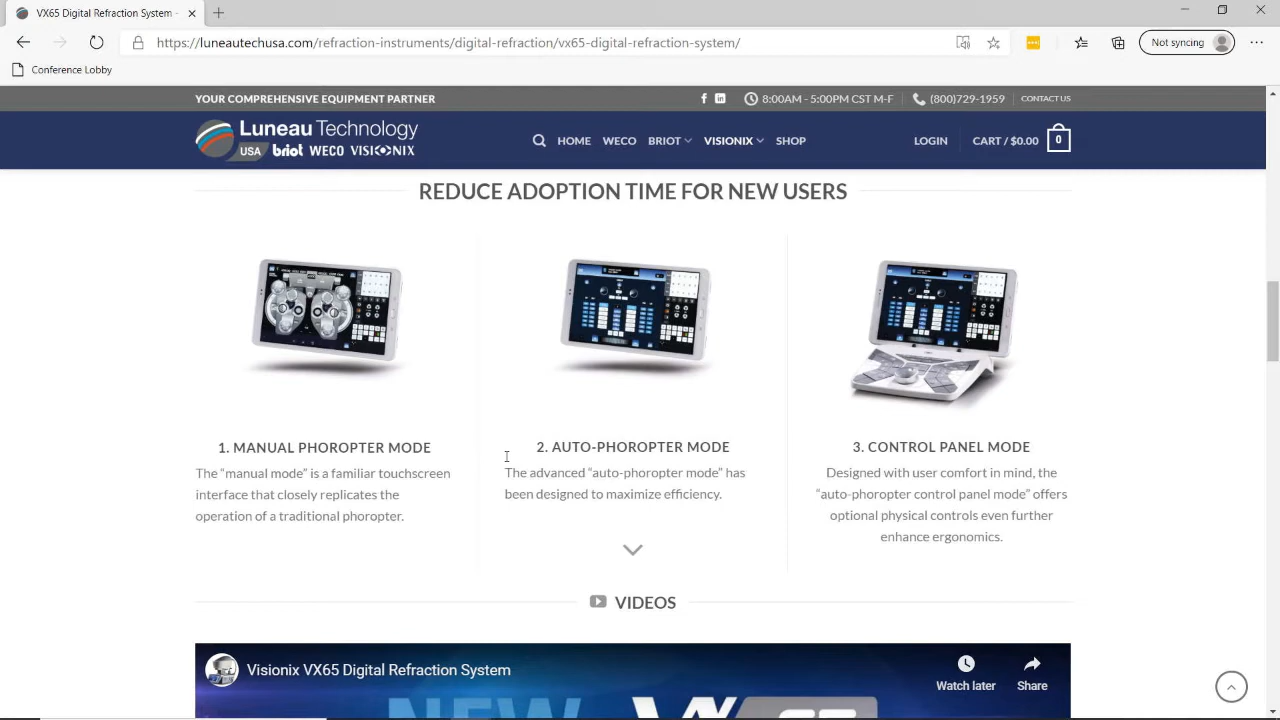 VX65 Digital Refraction System -
https://luneautechusa.com/refraction-instruments/digital-refraction/vx65-digital-refraction-system/
Not syncing
Conference Lobby
YOUR COMPREHENSIVE EQUIPMENT PARTNER
8:00AM - 5:00PM CST M-F
(800)729-1959
CONTACT US
Luneau Technology
USA briot WECO VISIONIX
HOME WECO BRIOT VISIONIX SHOP
LOGIN
CART / $0.00
0
REDUCE ADOPTION TIME FOR NEW USERS
1. MANUAL PHOROPTER MODE
The “manual mode” is a familiar touchscreen
interface that closely replicates the
operation of a traditional phoropter.
2. AUTO-PHOROPTER MODE
The advanced “auto-phoropter mode” has
been designed to maximize efficiency.
3. CONTROL PANEL MODE
Designed with user comfort in mind, the
“auto-phoropter control panel mode” offers
optional physical controls even further
enhance ergonomics.
VIDEOS
Visionix VX65 Digital Refraction System
Watch later
Share
NEW VX65